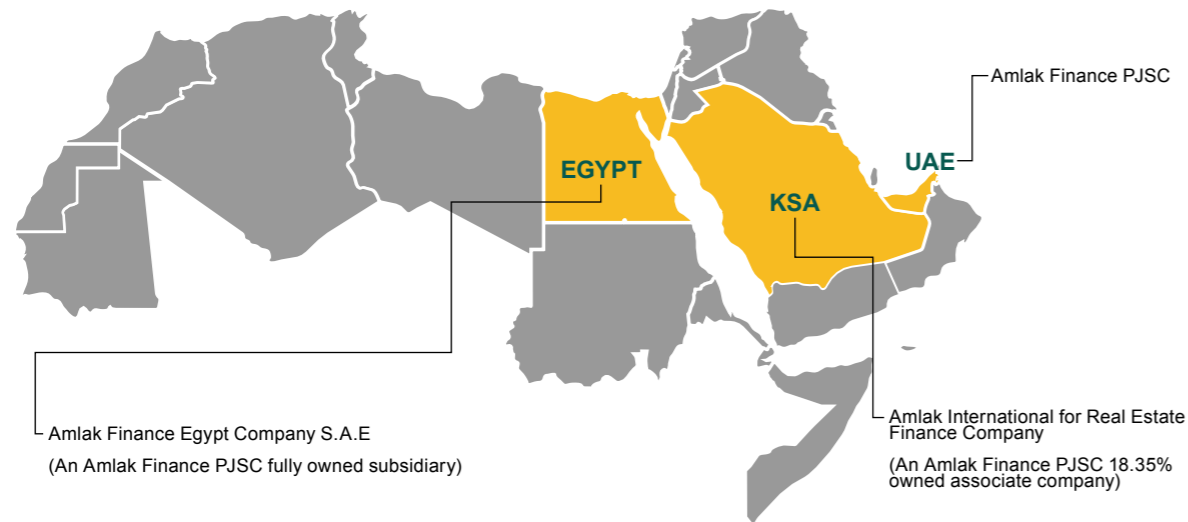 Amlak Finance PJSC
UAE
EGYPT
KSA
Amlak Finance Egypt Company S.A.E
(An Amlak Finance PJSC fully owned subsidiary)
Amlak International for Real Estate
Finance Company
(An Amlak Finance PJSC 18.35%
owned associate company)